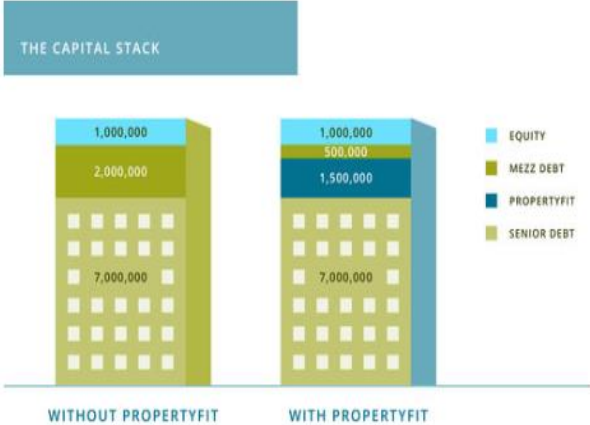 THE CAPITAL STACK
1,000,000
2,000,000
7,000,000
1,000,000
500,000
1,500,000
7,000,000
EQUITY
MEZZ DEBT
PROPERTYFIT
SENIOR DEBT
WITHOUT PROPERTYFIT
WITH PROPERTYFIT